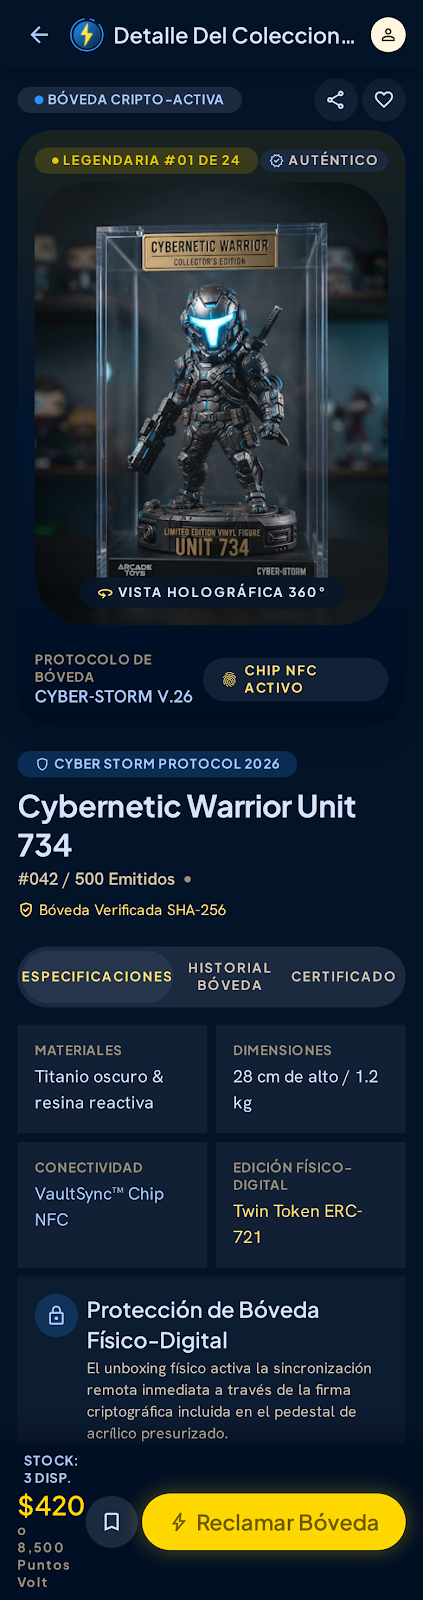 Detalle Del Coleccion...
BÓVEDA CRIPTO-ACTIVA
LEGENDARIA #01 DE 24
AUTÉNTICO
CYBERNETIC WARRIOR
COLLECTOR'S EDITION
LIMITED EDITION VINYL FIGURE
UNIT 734
ARCADE
TOYS
CYBER-STORM
VISTA HOLOGRÁFICA 360°
PROTOCOLO DE
BÓVEDA
CYBER-STORM V.26
CHIP NFC
ACTIVO
CYBER STORM PROTOCOL 2026
Cybernetic Warrior Unit
734
#042 / 500 Emitidos
Bóveda Verificada SHA-256
ESPECIFICACIONES
HISTORIAL
BÓVEDA
CERTIFICADO
MATERIALES
Titanio oscuro &
resina reactiva
DIMENSIONES
28 cm de alto / 1.2
kg
CONECTIVIDAD
VaultSync™ Chip
NFC
EDICIÓN FÍSICO-
DIGITAL
Twin Token ERC-
721
Protección de Bóveda
Físico-Digital
El unboxing físico activa la sincronización
remota inmediata a través de la firma
criptográfica incluida en el pedestal de
acrílico presurizado.
STOCK:
3 DISP.
$420
o
8,500
Puntos
Volt
Reclamar Bóveda